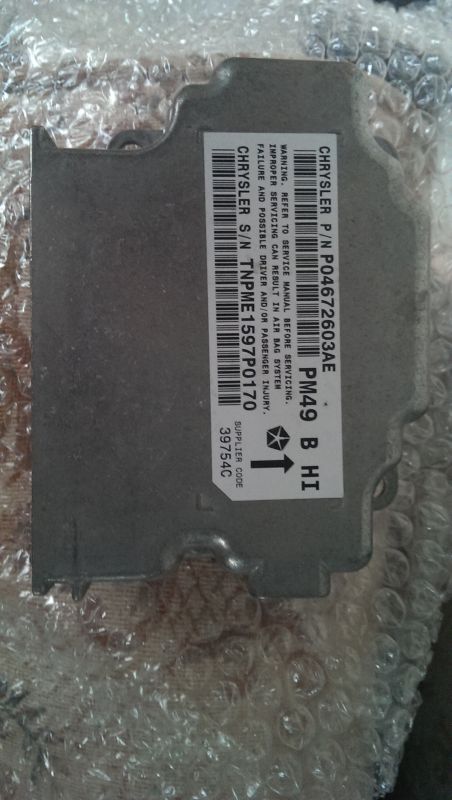 CHRYSLER P/N P04672603AE
PM49 B HI
WARNING. REFER TO SERVICE MANUAL BEFORE SERVICING.
IMPROPER SERVICING CAN RESULT IN AIR BAG SYSTEM
FAILURE AND POSSIBLE DRIVER AND/OR PASSENGER INJURY.
CHRYSLER S/N TNPME1597P0170
SUPPLIER CODE
39754C